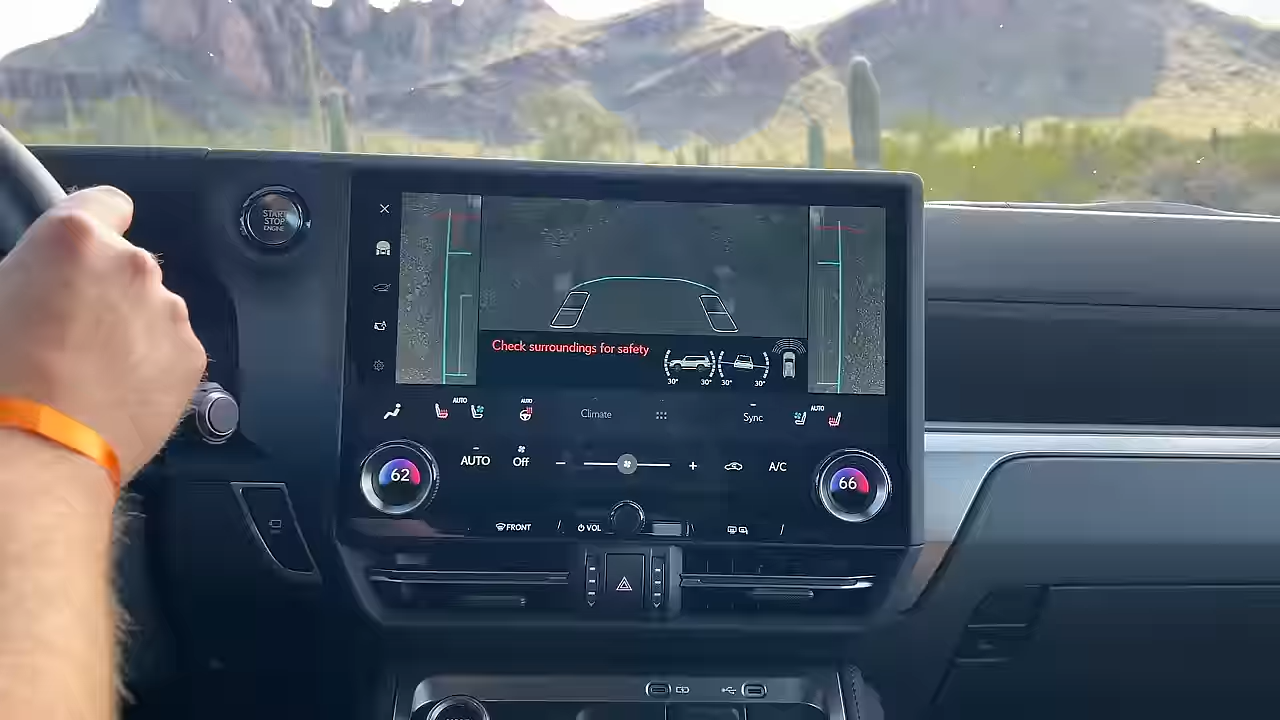 START
STOP
ENGINE
Check surroundings for safety
30° 30° 30° 30°
AUTO AUTO AUTO
Climate Sync
62 AUTO Off − + A/C 66
FRONT VOL